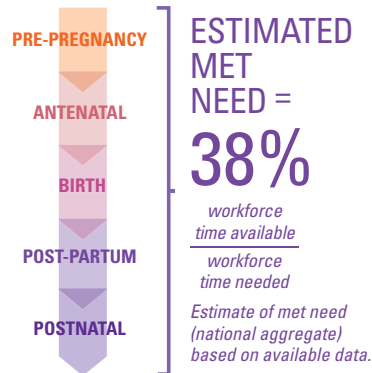 PRE-PREGNANCY
ANTENATAL
BIRTH
POST-PARTUM
POSTNATAL
ESTIMATED
MET
NEED =
38%
workforce
time available
workforce
time needed
Estimate of met need
(national aggregate)
based on available data.